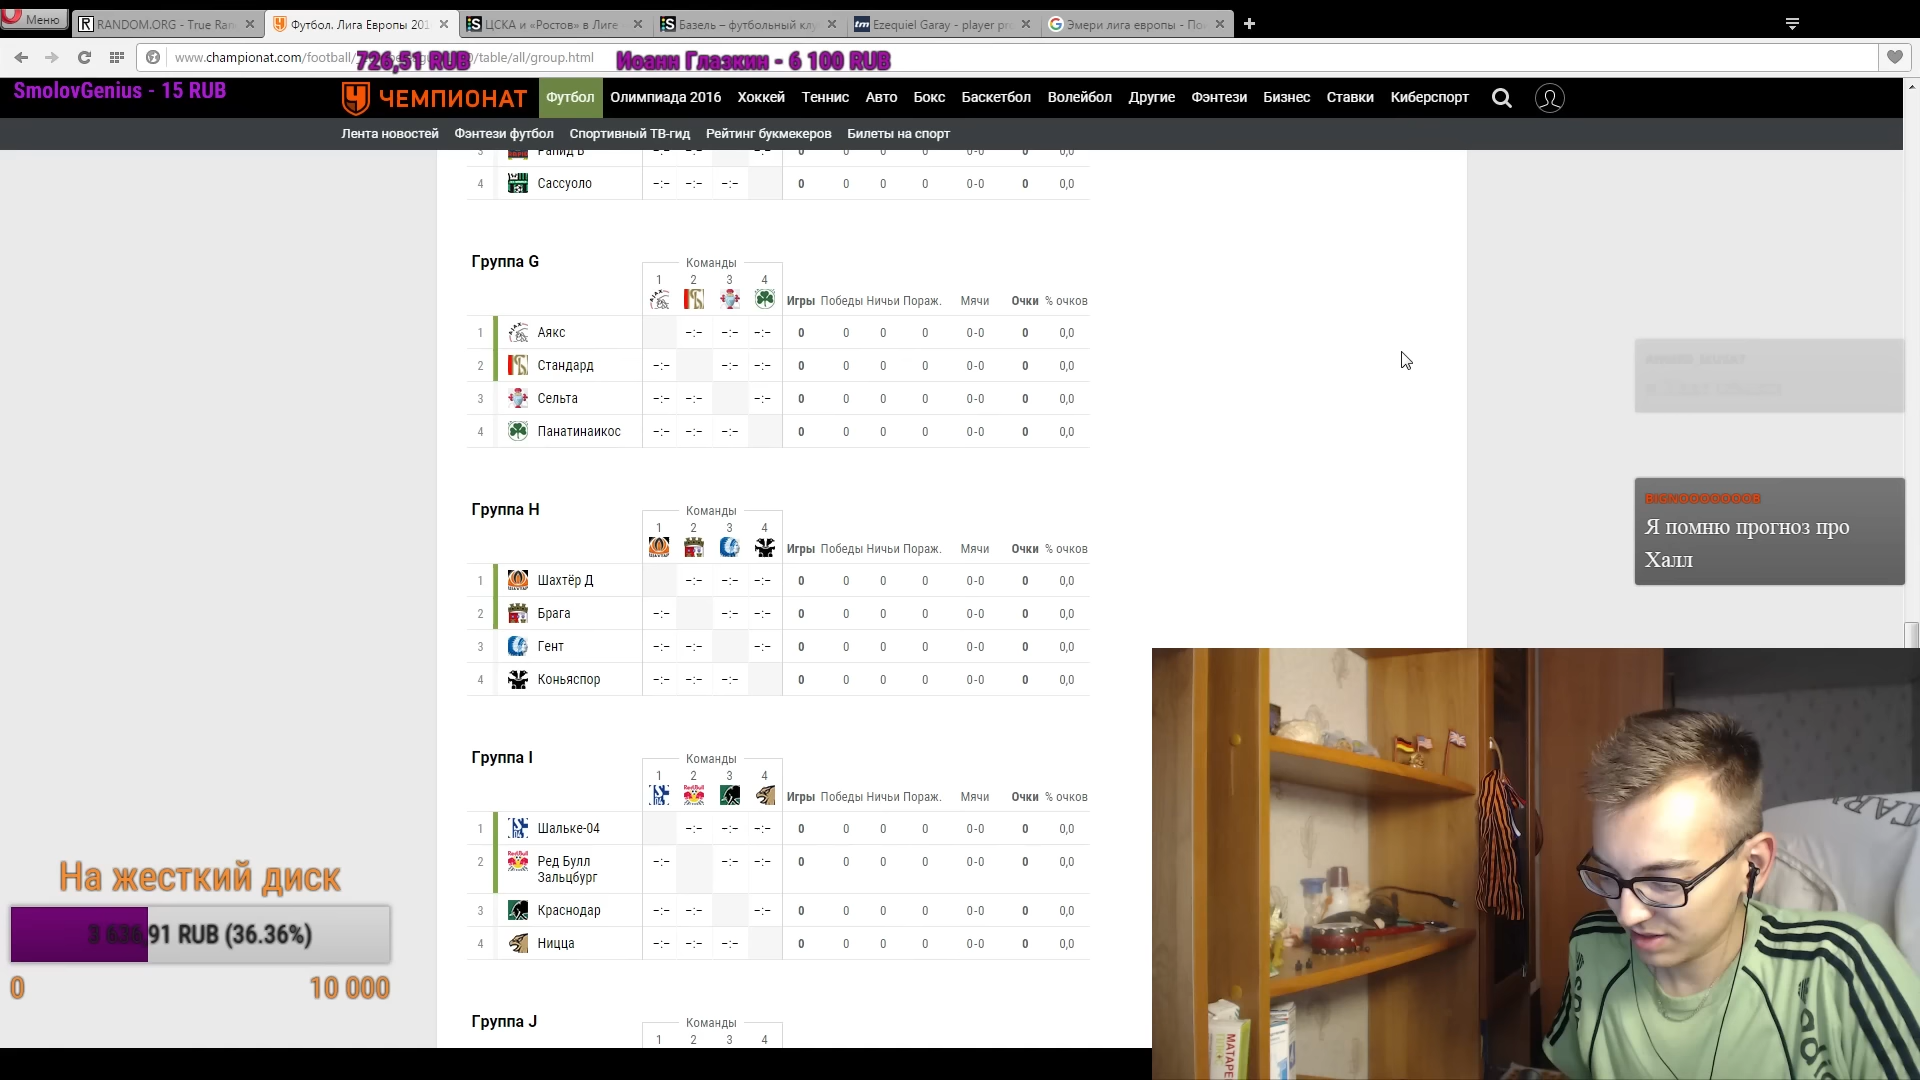 Меню
RANDOM.ORG - True Ran
Футбол. Лига Европы 201
ЦСКА и «Ростов» в Лиге
Базель – футбольный клу
tm Ezequiel Garay - player pr
Эмери лига европы - По
www.championat.com/football/
/table/all/group.html
726,51 RUB
Иоанн Глазкин - 6 100 RUB
SmolovGenius - 15 RUB
ЧЕМПИОНАТ
Футбол Олимпиада 2016 Хоккей Теннис Авто Бокс Баскетбол Волейбол Другие Фэнтези Бизнес Ставки Киберспорт
Лента новостей Фэнтези футбол Спортивный ТВ-гид Рейтинг букмекеров Билеты на спорт
3 Рапид В -:- -:- -:- 0 0 0 0 0-0 0 0,0
4 Сассуоло -:- -:- -:- 0 0 0 0 0-0 0 0,0
Группа G
Команды
1 2 3 4
Игры Победы Ничьи Пораж. Мячи Очки % очков
1 Аякс -:- -:- -:- 0 0 0 0 0-0 0 0,0
2 Стандард -:- -:- -:- 0 0 0 0 0-0 0 0,0
3 Сельта -:- -:- -:- 0 0 0 0 0-0 0 0,0
4 Панатинаикос -:- -:- -:- 0 0 0 0 0-0 0 0,0
Группа H
Команды
1 2 3 4
Игры Победы Ничьи Пораж. Мячи Очки % очков
1 Шахтёр Д -:- -:- -:- 0 0 0 0 0-0 0 0,0
2 Брага -:- -:- -:- 0 0 0 0 0-0 0 0,0
3 Гент -:- -:- -:- 0 0 0 0 0-0 0 0,0
4 Коньяспор -:- -:- -:- 0 0 0 0 0-0 0 0,0
Группа I
Команды
1 2 3 4
Игры Победы Ничьи Пораж. Мячи Очки % очков
1 Шальке-04 -:- -:- -:- 0 0 0 0 0-0 0 0,0
2 Ред Булл -:- -:- -:- 0 0 0 0 0-0 0 0,0
Зальцбург
3 Краснодар -:- -:- -:- 0 0 0 0 0-0 0 0,0
4 Ницца -:- -:- -:- 0 0 0 0 0-0 0 0,0
Группа J
Команды
1 2 3 4
Я помню прогноз про
Халл
На жесткий диск
3 636,91 RUB (36.36%)
0 10 000